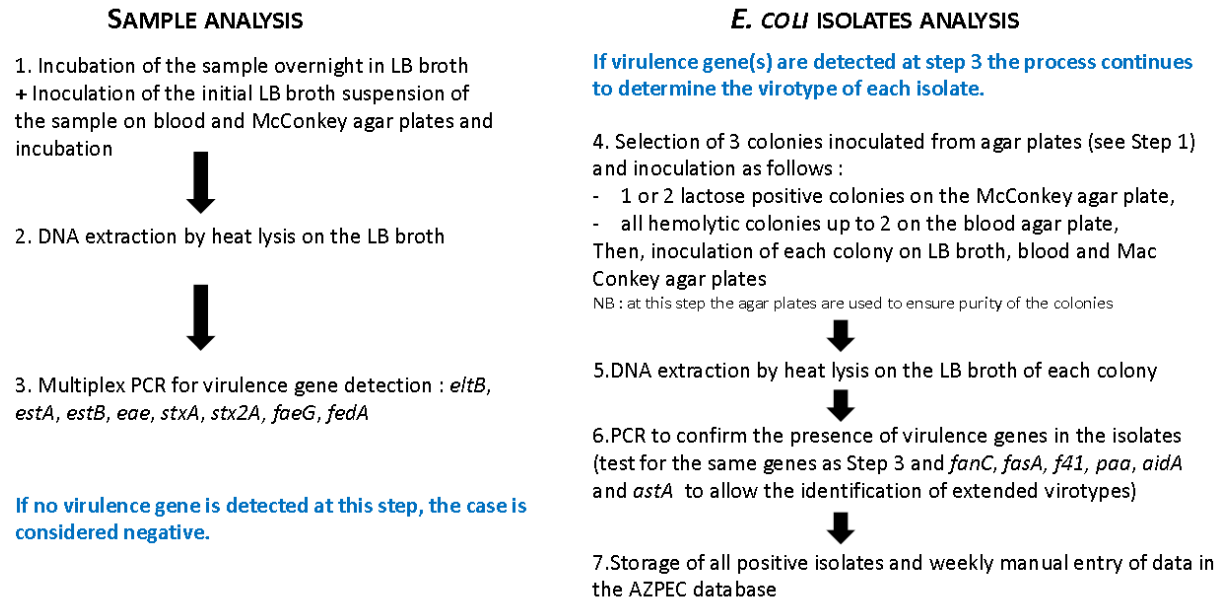 SAMPLE ANALYSIS
1. Incubation of the sample overnight in LB broth
+ Inoculation of the initial LB broth suspension of
the sample on blood and McConkey agar plates and
incubation
2. DNA extraction by heat lysis on the LB broth
3. Multiplex PCR for virulence gene detection : eltB,
estA, estB, eae, stxA, stx2A, faeG, fedA
If no virulence gene is detected at this step, the case is
considered negative.
E. COLI ISOLATES ANALYSIS
If virulence gene(s) are detected at step 3 the process continues
to determine the virotype of each isolate.
4. Selection of 3 colonies inoculated from agar plates (see Step 1)
and inoculation as follows :
- 1 or 2 lactose positive colonies on the McConkey agar plate,
- all hemolytic colonies up to 2 on the blood agar plate,
Then, inoculation of each colony on LB broth, blood and Mac
Conkey agar plates
NB : at this step the agar plates are used to ensure purity of the colonies
5.DNA extraction by heat lysis on the LB broth of each colony
6.PCR to confirm the presence of virulence genes in the isolates
(test for the same genes as Step 3 and fanC, fasA, f41, paa, aidA
and astA to allow the identification of extended virotypes)
7.Storage of all positive isolates and weekly manual entry of data in
the AZPEC database